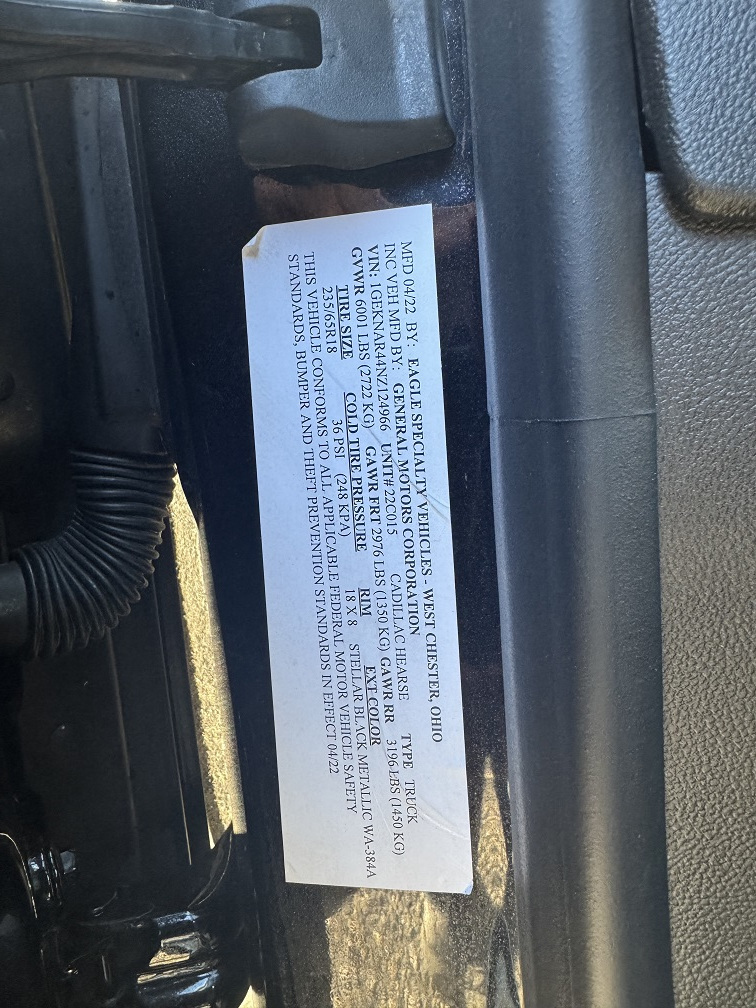 MFD 04/22 BY: EAGLE SPECIALTY VEHICLES - WEST CHESTER, OHIO
INC VEH MFD BY: GENERAL MOTORS CORPORATION
VIN: 1GEKNAR44NZ124966 UNIT# 22C015 CADILLAC HEARSE TYPE TRUCK
GVWR 6001 LBS (2722 KG) GAWR FRT 2976 LBS (1350 KG) GAWR RR 3196 LBS (1450 KG)
TIRE SIZE COLD TIRE PRESSURE RIM EXT COLOR
235/65R18 36 PSI (248 KPA) 18 X 8 STELLAR BLACK METALLIC WA-384A
THIS VEHICLE CONFORMS TO ALL APPLICABLE FEDERAL MOTOR VEHICLE SAFETY
STANDARDS, BUMPER AND THEFT PREVENTION STANDARDS IN EFFECT 04/22